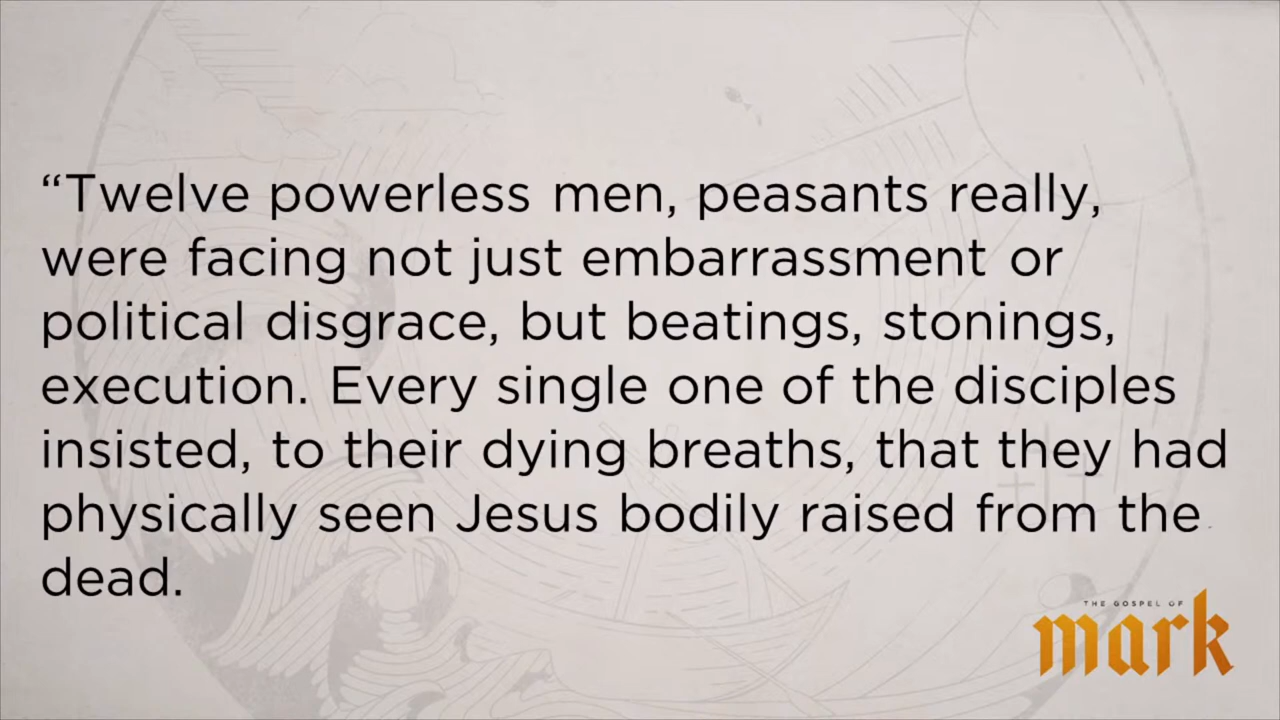 “Twelve powerless men, peasants really,
were facing not just embarrassment or
political disgrace, but beatings, stonings,
execution. Every single one of the disciples
insisted, to their dying breaths, that they had
physically seen Jesus bodily raised from the
dead.
THE GOSPEL OF
mark